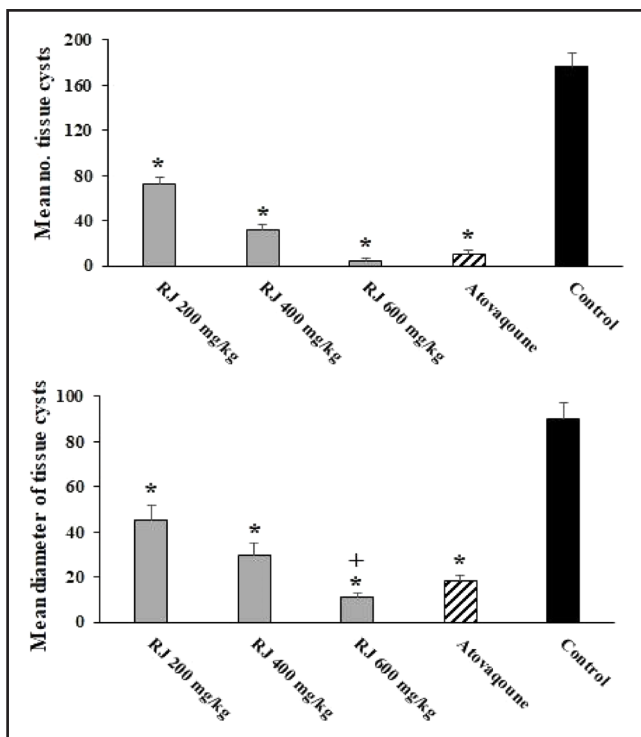 Mean no. tissue cysts
200
160
120
80
40
0
*
*
*
*
RJ 200 mg/kg
RJ 400 mg/kg
RJ 600 mg/kg
Atovaqoune
Control
Mean diameter of tissue cysts
100
80
60
40
20
0
*
*
+
*
*
RJ 200 mg/kg
RJ 400 mg/kg
RJ 600 mg/kg
Atovaqoune
Control